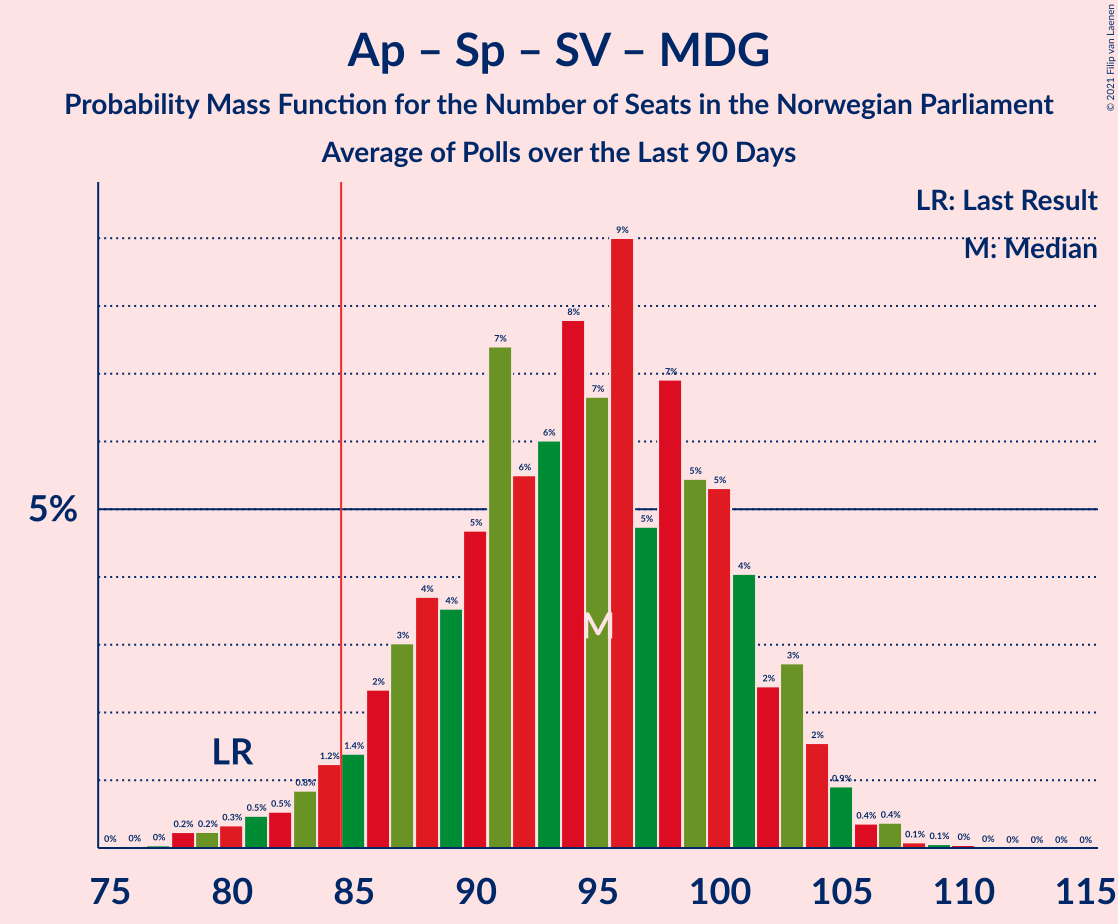 Ap – Sp – SV – MDG
Probability Mass Function for the Number of Seats in the Norwegian Parliament
Average of Polls over the Last 90 Days
© 2021 Filip van Laenen
LR: Last Result
M: Median
5%
LR
M
0% 0% 0% 0.2% 0.2% 0.3% 0.5% 0.5% 0.8% 1.2% 1.4% 2% 3% 4% 4% 5% 7% 6% 6% 8% 7% 9% 5% 7% 5% 5% 4% 2% 3% 2% 0.9% 0.4% 0.4% 0.1% 0.1% 0% 0% 0% 0% 0% 0%
75 80 85 90 95 100 105 110 115